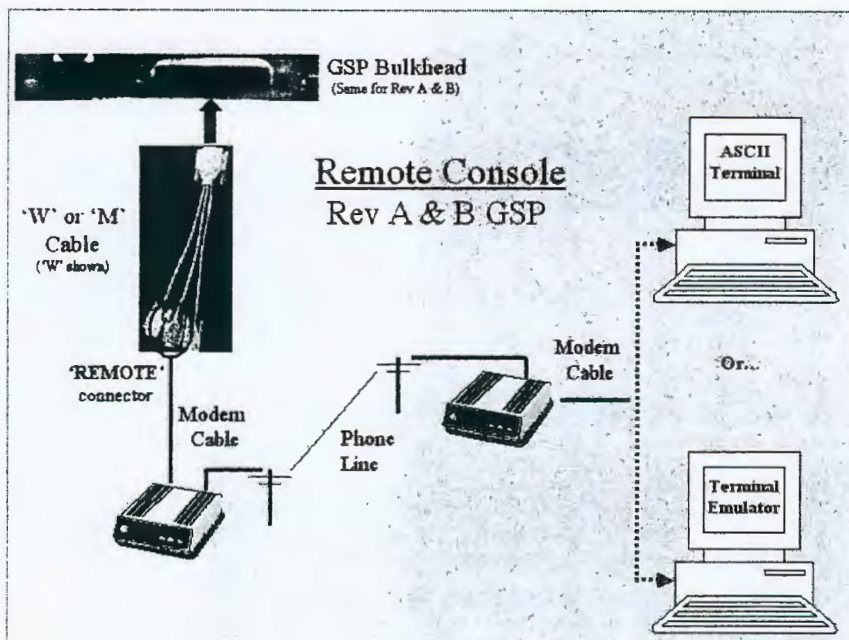 GSP Bulkhead
(Same for Rev A & B)
Remote Console
Rev A & B GSP
'W' or 'M'
Cable
('W' shown)
'REMOTE'
connector
Modem
Cable
Phone
Line
Modem
Cable
ASCII
Terminal
Or...
Terminal
Emulator